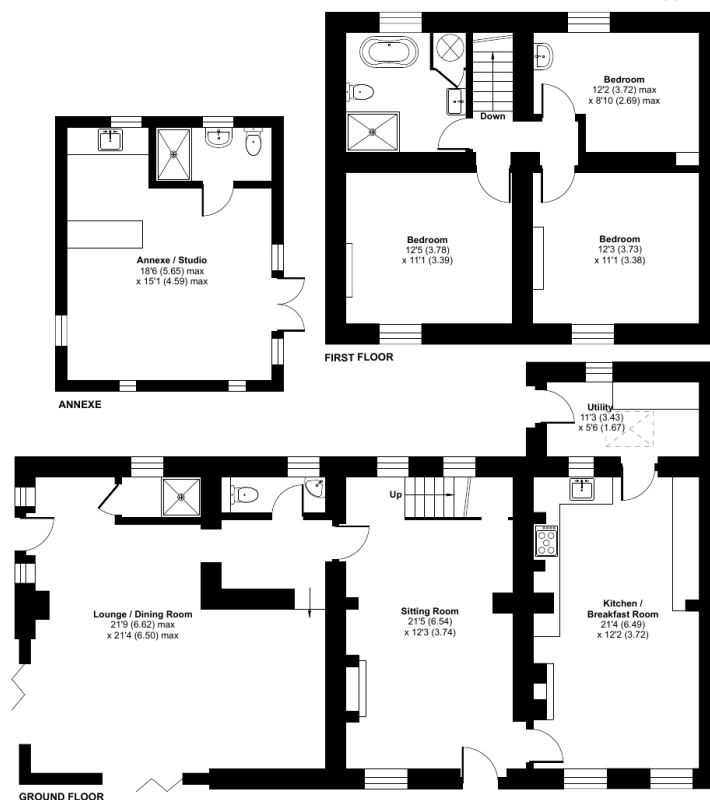 Bedroom
12'2 (3.72) max
x 8'10 (2.69) max
Down
Annexe / Studio
18'6 (5.65) max
x 15'1 (4.59) max
Bedroom
12'5 (3.78)
x 11'1 (3.39)
Bedroom
12'3 (3.73)
x 11'1 (3.38)
FIRST FLOOR
ANNEXE
Utility
11'3 (3.43)
x 5'6 (1.67)
Up
Lounge / Dining Room
21'9 (6.62) max
x 21'4 (6.50) max
Sitting Room
21'5 (6.54)
x 12'3 (3.74)
Kitchen /
Breakfast Room
21'4 (6.49)
x 12'2 (3.72)
GROUND FLOOR